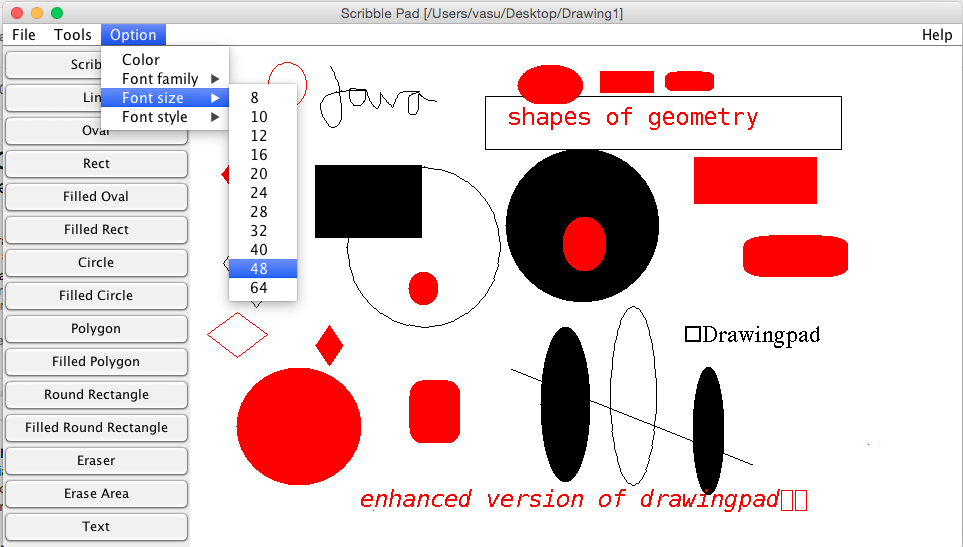 Scribble Pad [/Users/vasu/Desktop/Drawing1]
File Tools Option Help
Color
Font family
Font size
Font style
8
10
12
16
20
24
28
32
40
48
64
Oval
Rect
Filled Oval
Filled Rect
Circle
Filled Circle
Polygon
Filled Polygon
Round Rectangle
Filled Round Rectangle
Eraser
Erase Area
Text
Java
shapes of geometry
Drawingpad
enhanced version of drawingpad